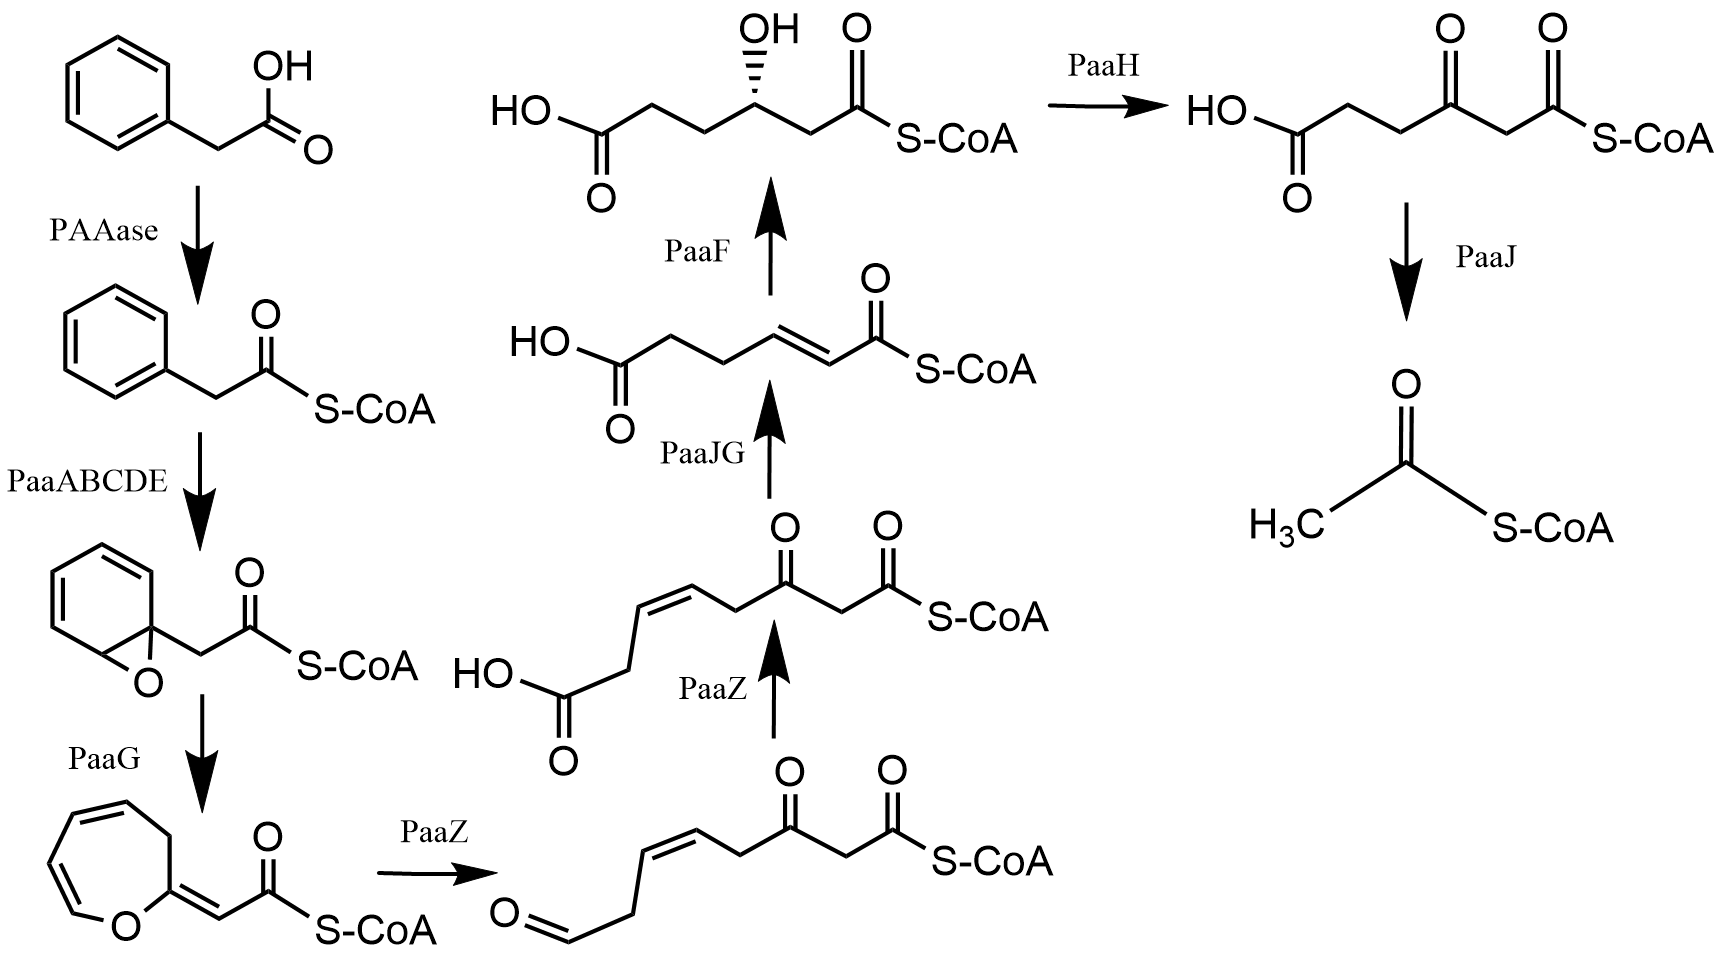 OH
O
PAAase
O
S-CoA
PaaABCDE
O
O
S-CoA
PaaG
O
O
S-CoA
PaaZ
O
O
O
S-CoA
PaaZ
O
O
HO
O
S-CoA
PaaJG
O
HO
O
S-CoA
PaaF
OH
O
HO
O
S-CoA
PaaH
O
O
HO
O
S-CoA
PaaJ
O
H3C
S-CoA